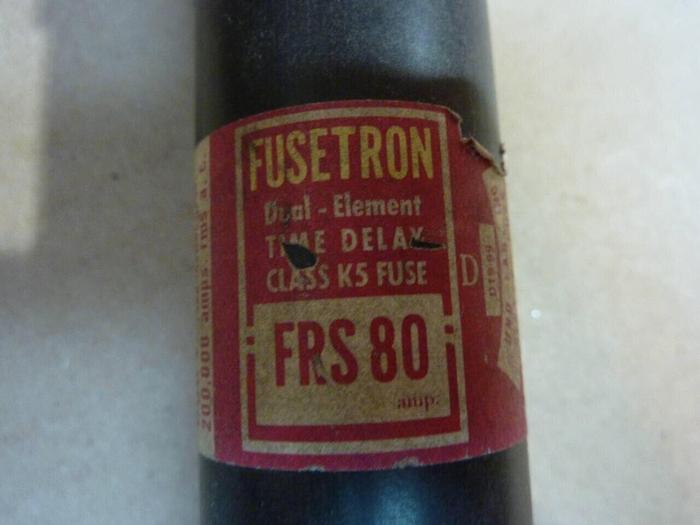 FUSETRON
Dual - Element
TIME DELAY
CLASS K5 FUSE
FRS 80
amp.
D
200,000 amps. rms a.c.